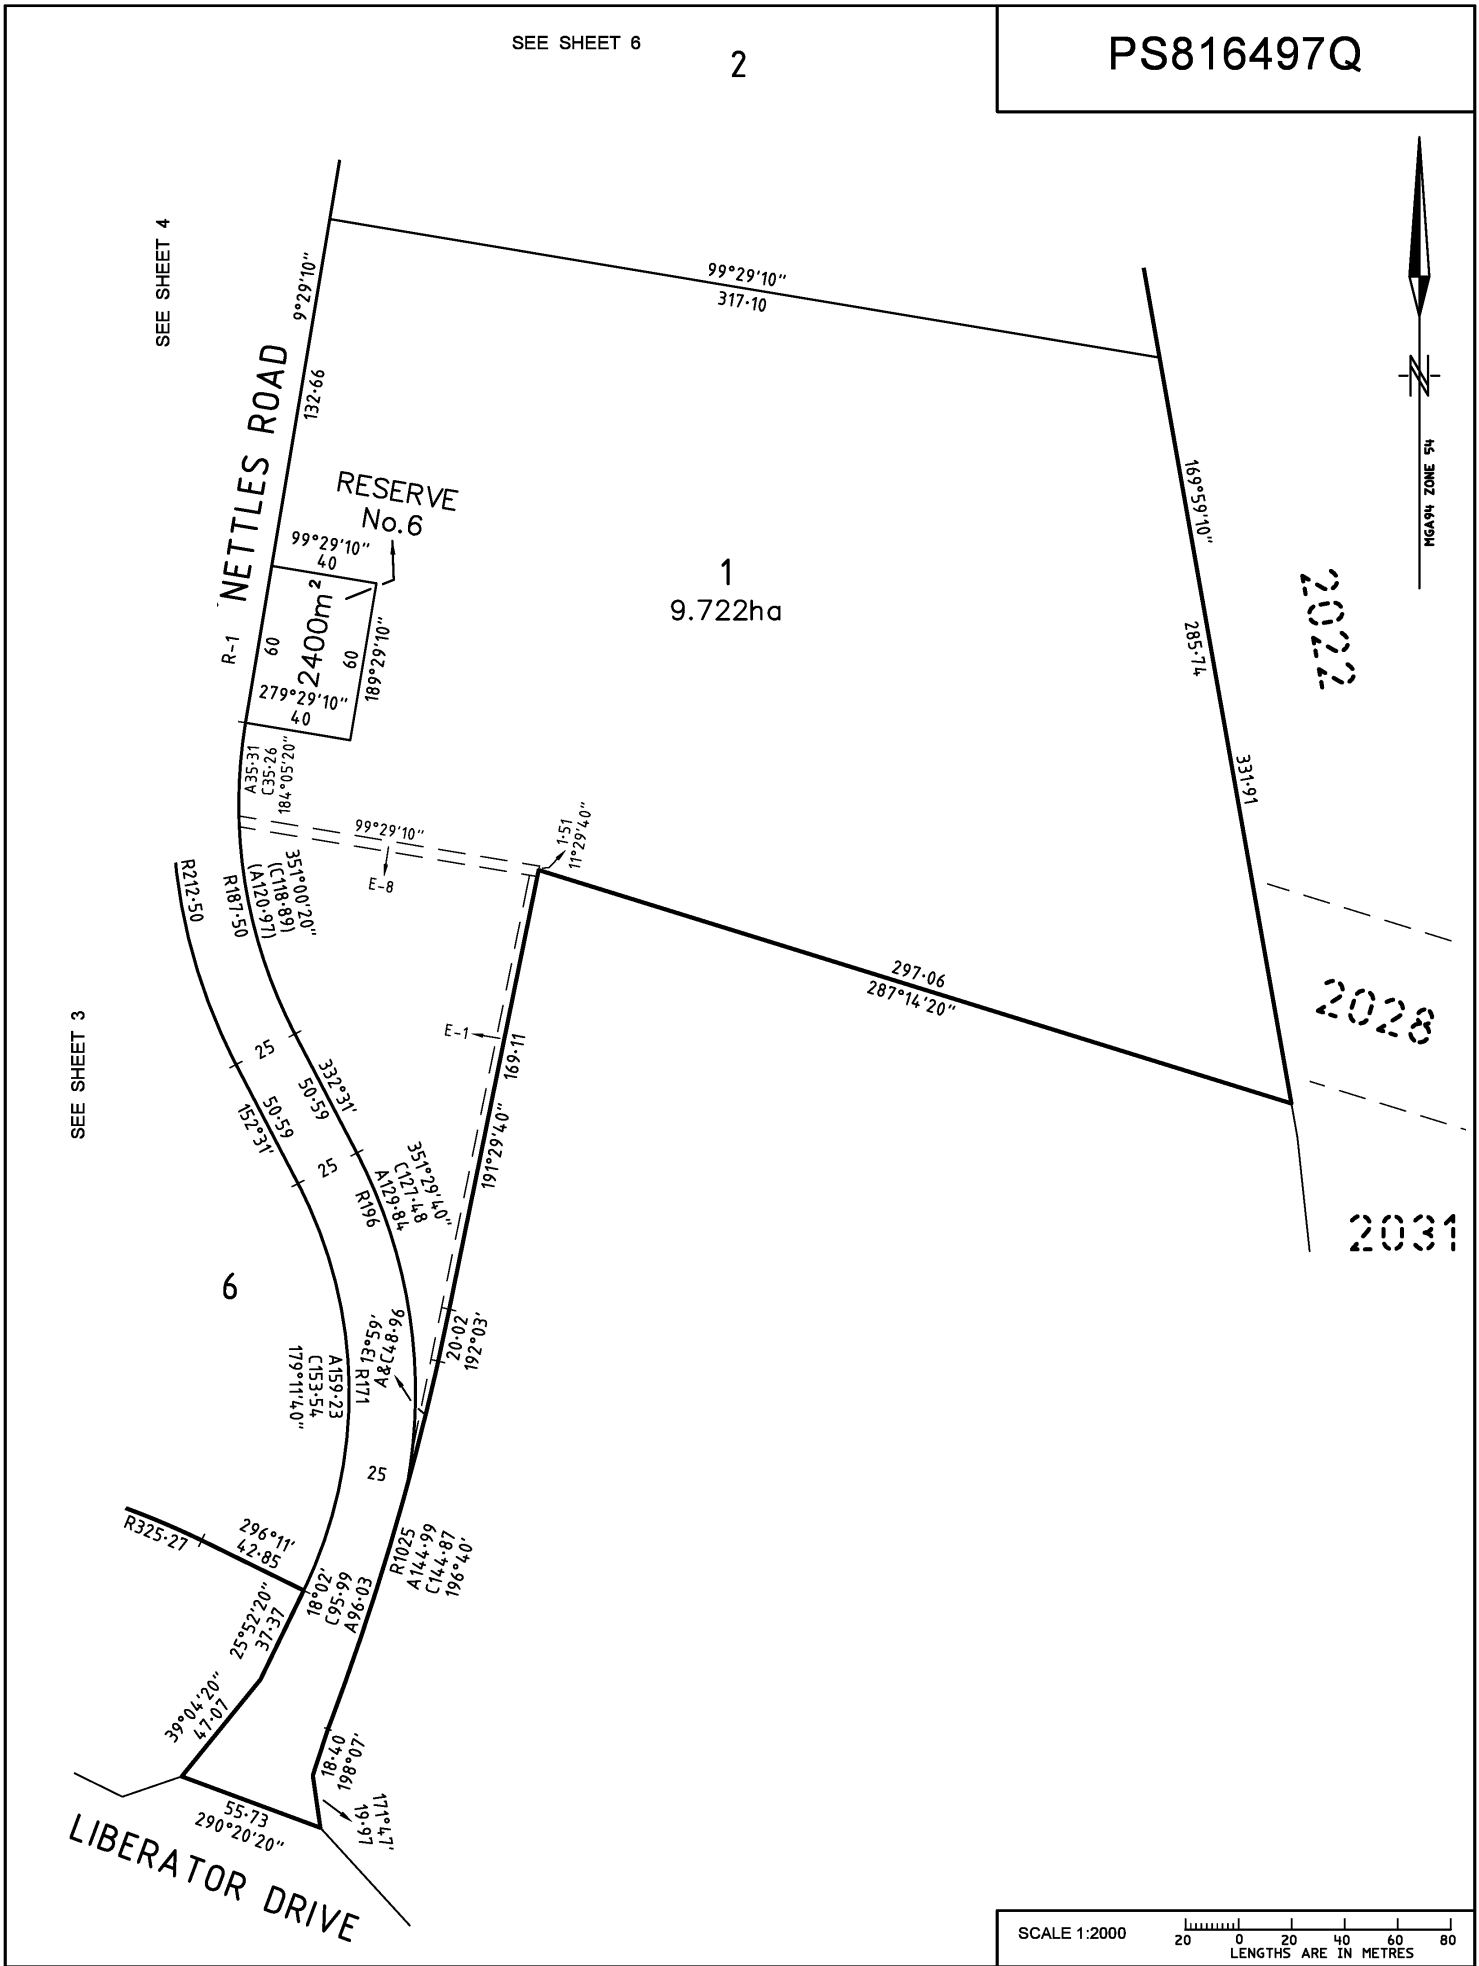 SEE SHEET 6
2
PS816497Q
SEE SHEET 4
9°29'10"
132·66
99°29'10"
317·10
NETTLES ROAD
R-1
RESERVE
No.6
99°29'10"
40
60
2400m²
60
189°29'10"
279°29'10"
40
1
9.722ha
169°59'10"
285·74
331·91
MGA94 ZONE 54
N
2022
A35·31
C35·26
184°05'20"
99°29'10"
E-8
1·51
11°29'40"
R212·50
R187·50
(A120·97)
(C118·89)
351°00'20"
297·06
287°14'20"
2028
SEE SHEET 3
E-1
169·11
191°29'40"
25
332°31'
50·59
50·59
152°31'
25
351°29'40"
C127·48
A129·84
R196
2031
6
20·02
192°03'
13°59'
A&C48·96
R171
A159·23
C153·54
179°11'40"
25
R325·27
296°11'
42·85
R1025
A144·99
C144·87
196°40'
18°02'
C95·99
A96·03
25°52'20"
37·37
39°04'20"
47·07
18·40
198°07'
171°47'
19·97
55·73
290°20'20"
LIBERATOR DRIVE
SCALE 1:2000
20 0 20 40 60 80
LENGTHS ARE IN METRES